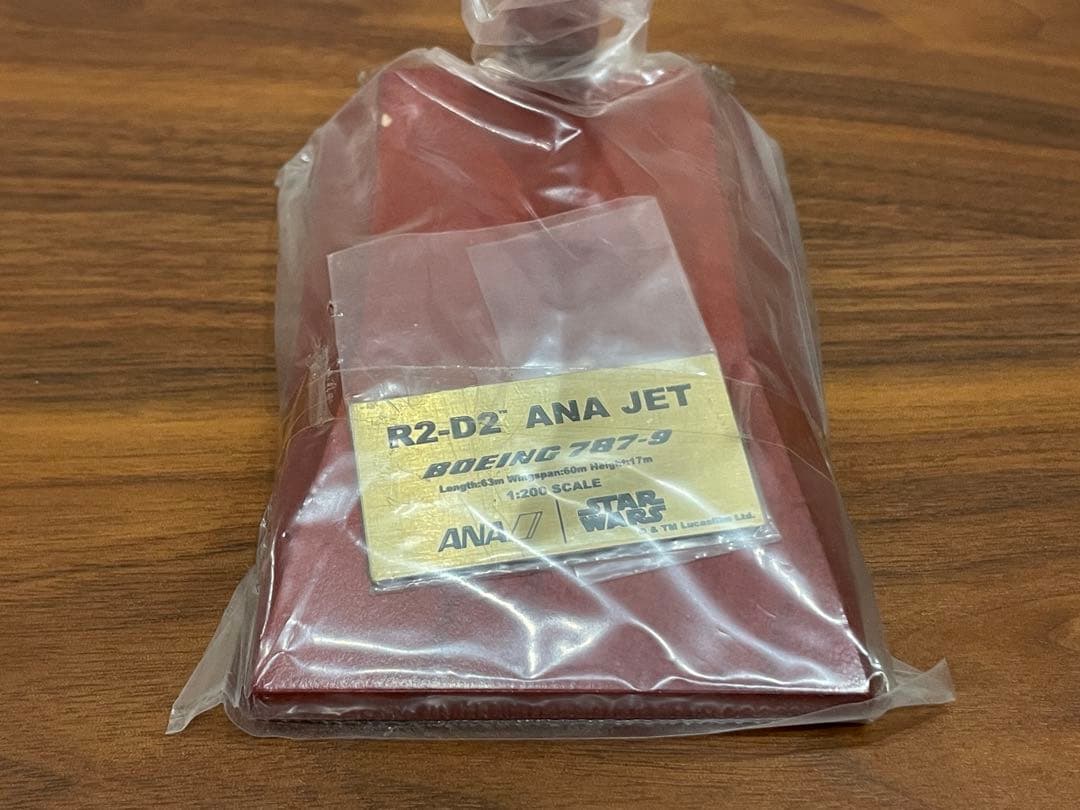 R2-D2™ ANA JET
BOEING 787-9
Length:63m Wingspan:60m Height:17m
1:200 SCALE
ANA
STAR WARS
& TM Lucasfilm Ltd.